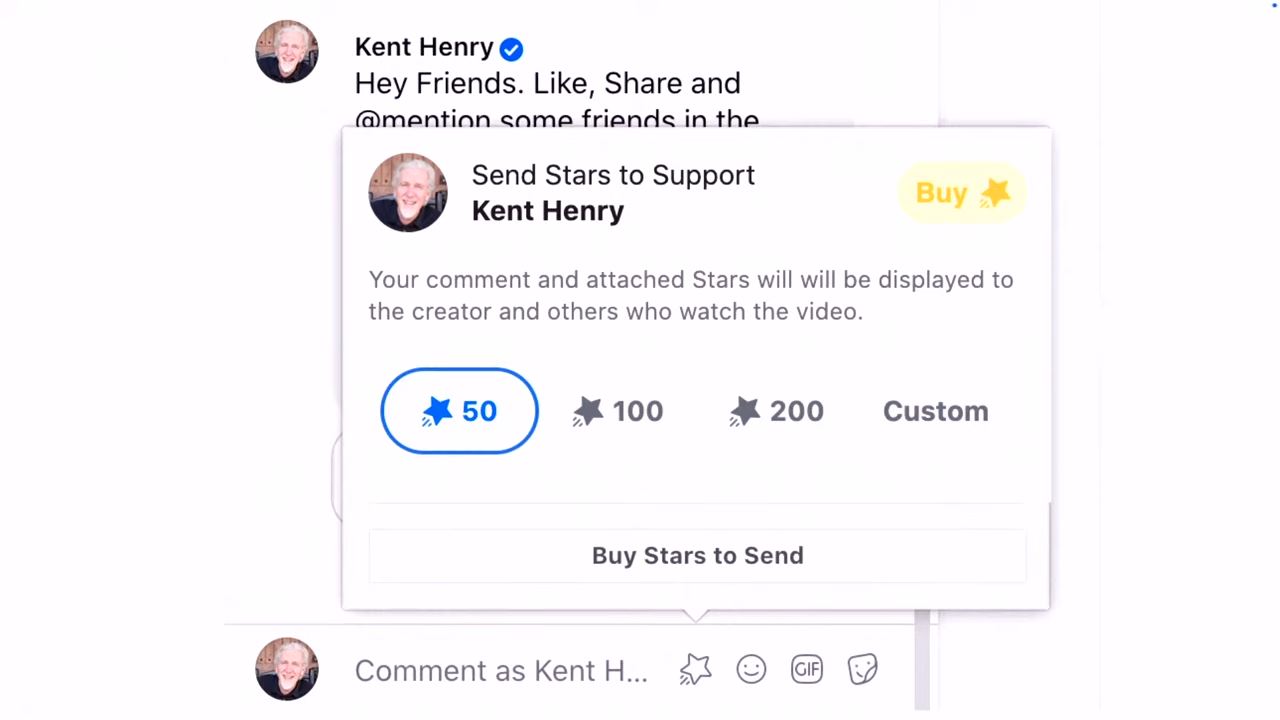 Kent Henry
Hey Friends. Like, Share and
@mention some friends in the
Send Stars to Support
Kent Henry
Buy
Your comment and attached Stars will will be displayed to
the creator and others who watch the video.
50
100
200
Custom
Buy Stars to Send
Comment as Kent H...
GIF